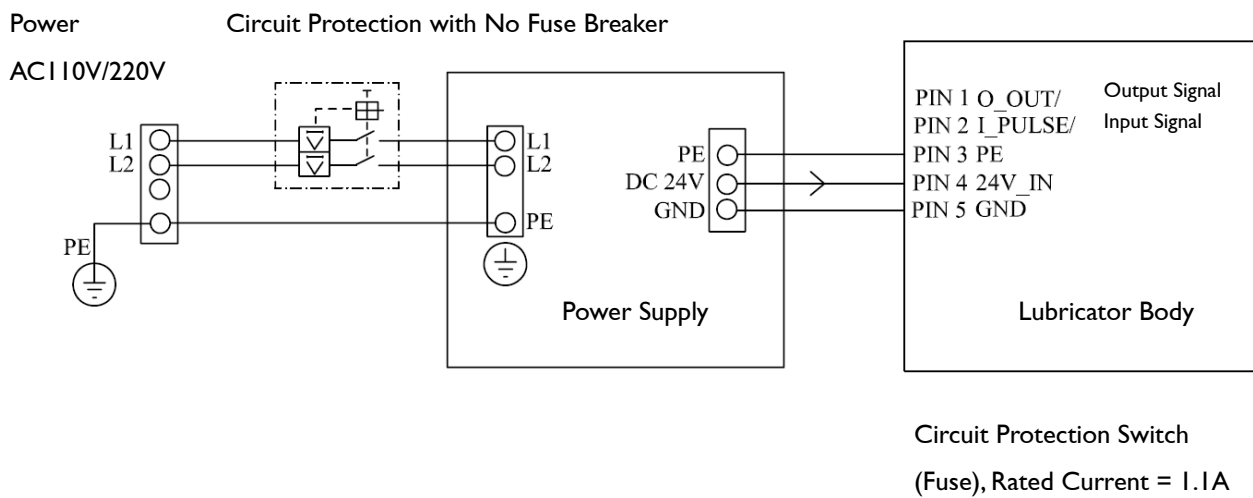 Power
Circuit Protection with No Fuse Breaker
AC110V/220V
L1
L2
PE
L1
L2
PE
Power Supply
PE
DC 24V
GND
PIN 1 O_OUT/ Output Signal
PIN 2 I_PULSE/ Input Signal
PIN 3 PE
PIN 4 24V_IN
PIN 5 GND
Lubricator Body
Circuit Protection Switch
(Fuse), Rated Current = 1.1A